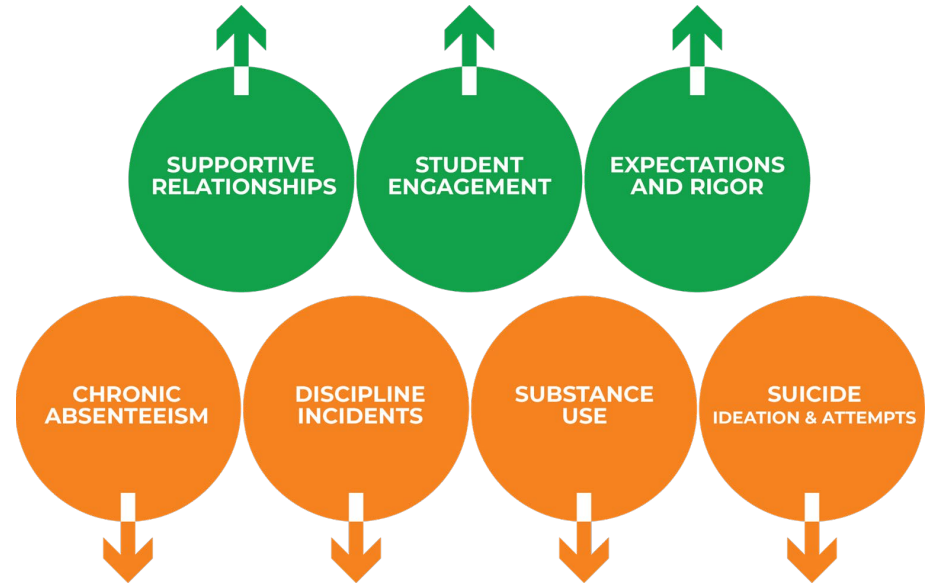 SUPPORTIVE
RELATIONSHIPS
STUDENT
ENGAGEMENT
EXPECTATIONS
AND RIGOR
CHRONIC
ABSENTEEISM
DISCIPLINE
INCIDENTS
SUBSTANCE
USE
SUICIDE
IDEATION & ATTEMPTS